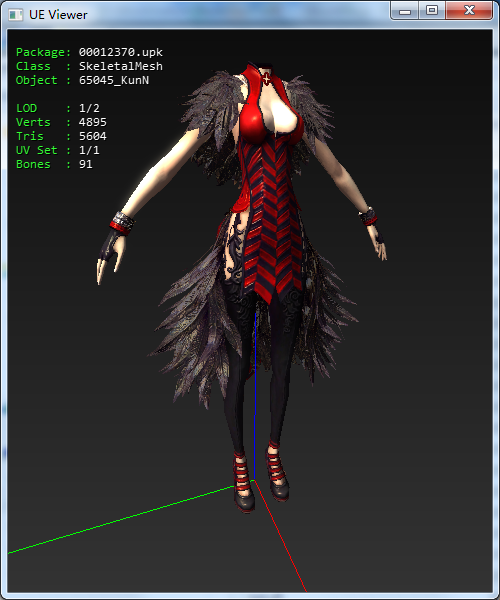 UE Viewer
Package: 00012370.upk
Class : SkeletalMesh
Object : 65045_KunN
LOD : 1/2
Verts : 4895
Tris : 5604
UV Set : 1/1
Bones : 91